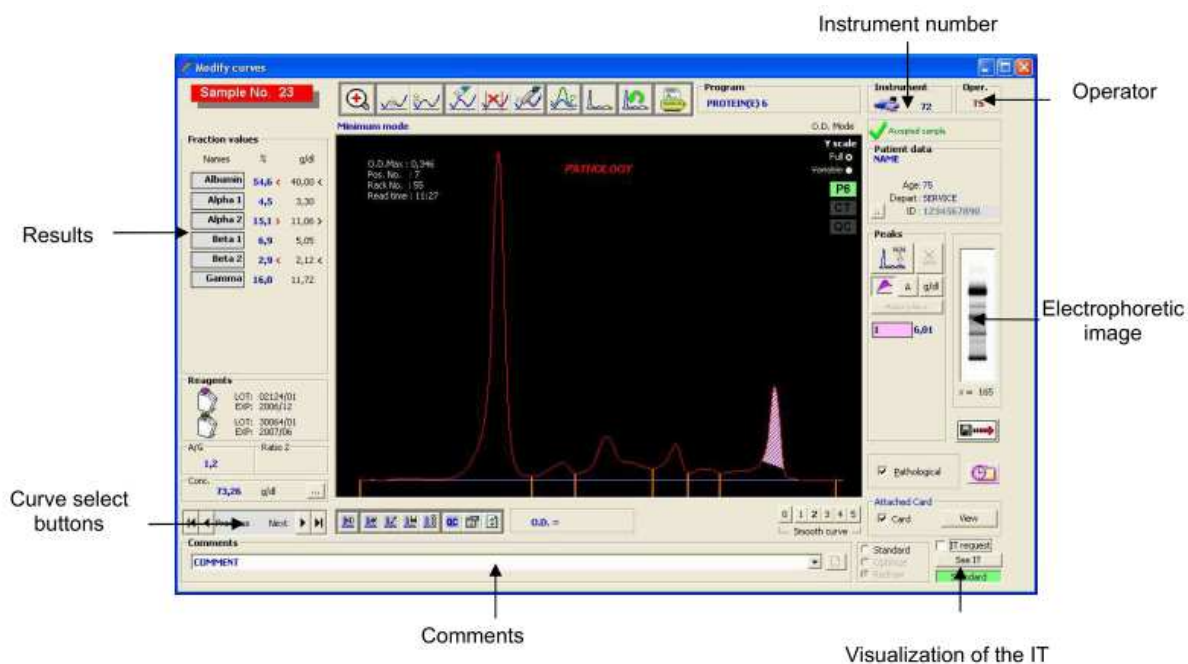 Instrument number
Modify curves
Sample No. 23
Program
PROTEIN(E) 6
Instrument
72
Oper.
TS
Operator
Minimum mode
O.D. Mode
Accepted sample
Fraction values
Names % g/dl
Albumin 54,6 < 40,00 <
Alpha 1 4,5 3,30
Alpha 2 15,1 > 11,06 >
Beta 1 6,9 5,05
Beta 2 2,9 < 2,12 <
Gamma 16,0 11,72
Results
O.D.Max : 0,346
Pos. No. : 7
Rack No. : 55
Read time : 11:27
PATHOLOGY
Y scale
Full
Variable
P6
CT
QC
Patient data
NAME
Age: 75
Depart: SERVICE
ID: 1234567890
Peaks
A g/dl
1 6,01
Electrophoretic
image
x = 165
Reagents
LOT: 02124/01
EXP: 2006/12
LOT: 30064/01
EXP: 2007/06
A/G Ratio 2
1,2
Conc.
73,26 g/dl ...
Pathological
Curve select
buttons
Previous Next
QC
O.D. =
0 1 2 3 4 5
Smooth curve
Attached Card
Card View
Comments
COMMENT
Standard
Optimize
IT request
See IT
Standard
Comments
Visualization of the IT